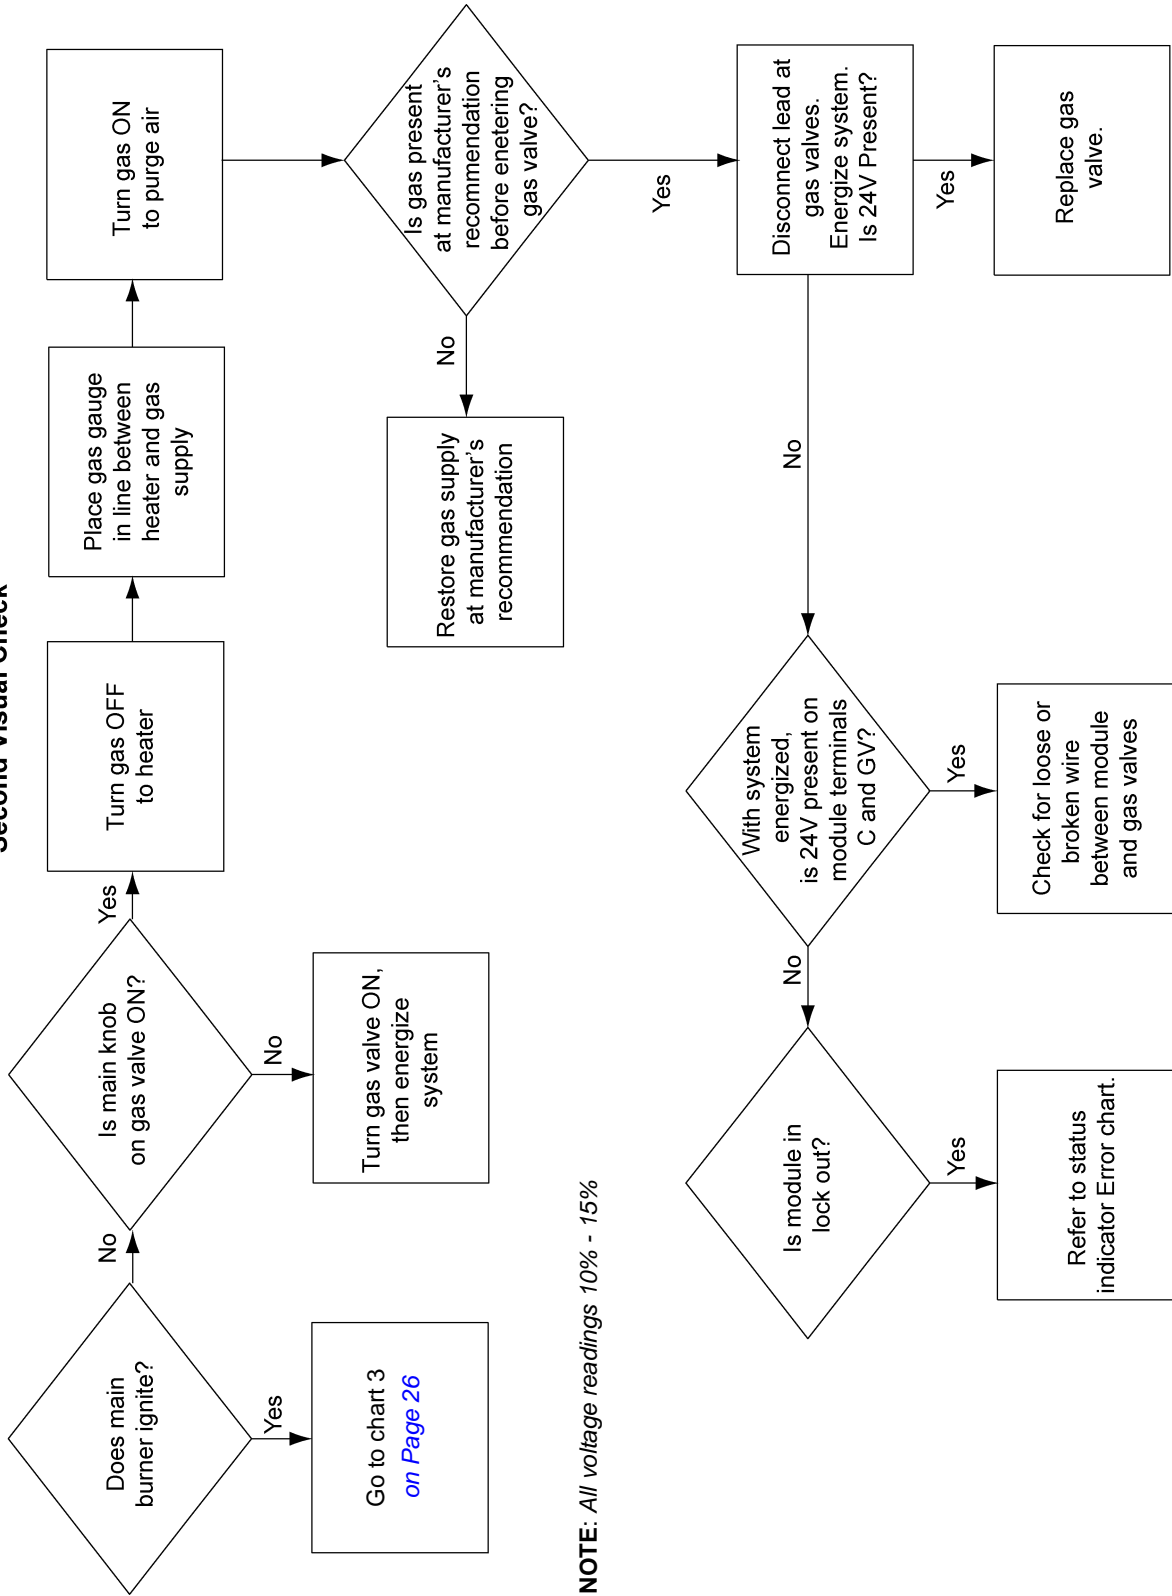 Second Visual Check
Does main
burner ignite?
No
Yes
Go to chart 3
on Page 26
Is main knob
on gas valve ON?
Yes
No
Turn gas valve ON,
then energize
system
Turn gas OFF
to heater
Place gas gauge
in line between
heater and gas
supply
Turn gas ON
to purge air
Is gas present
at manufacturer's
recommendation
before enetering
gas valve?
No
Restore gas supply
at manufacturer's
recommendation
Yes
Disconnect lead at
gas valves.
Energize system.
Is 24V Present?
Yes
Replace gas
valve.
No
With system
energized,
is 24V present on
module terminals
C and GV?
Yes
Check for loose or
broken wire
between module
and gas valves
No
Is module in
lock out?
Yes
Refer to status
indicator Error chart.
NOTE: All voltage readings 10% - 15%